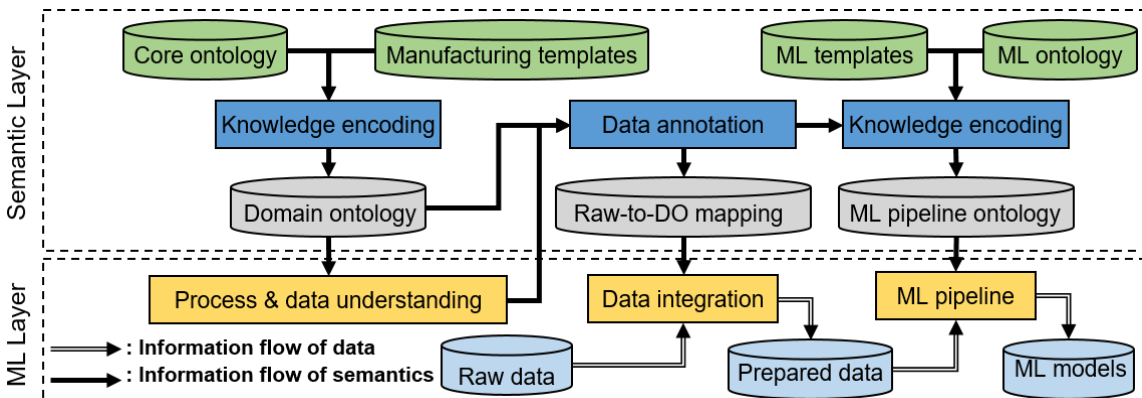 Semantic Layer
Core ontology
Manufacturing templates
ML templates
ML ontology
Knowledge encoding
Data annotation
Knowledge encoding
Domain ontology
Raw-to-DO mapping
ML pipeline ontology
ML Layer
Process & data understanding
Data integration
ML pipeline
: Information flow of data
: Information flow of semantics
Raw data
Prepared data
ML models